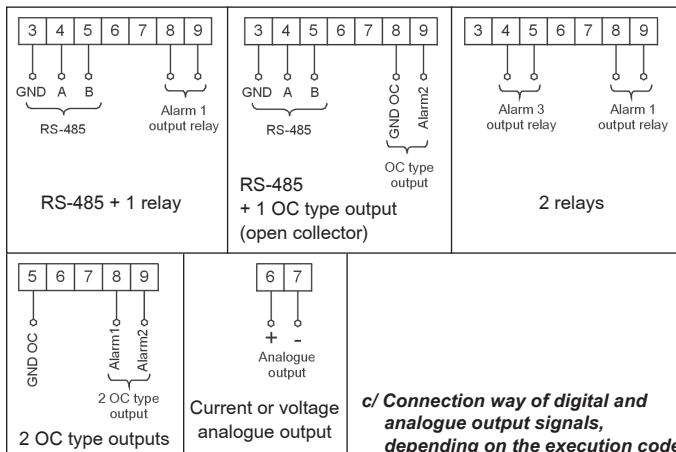 3 4 5 6 7 8 9
GND A B
RS-485
Alarm 1
output relay
RS-485 + 1 relay
3 4 5 6 7 8 9
GND A B
RS-485
GND OC
Alarm2
OC type
output
RS-485
+ 1 OC type output
(open collector)
3 4 5 6 7 8 9
Alarm 3
output relay
Alarm 1
output relay
2 relays
5 6 7 8 9
GND OC
Alarm1
Alarm2
2 OC type
output
2 OC type outputs
6 7
+ -
Analogue
output
Current or voltage
analogue output
c/ Connection way of digital and
analogue output signals,
depending on the execution code